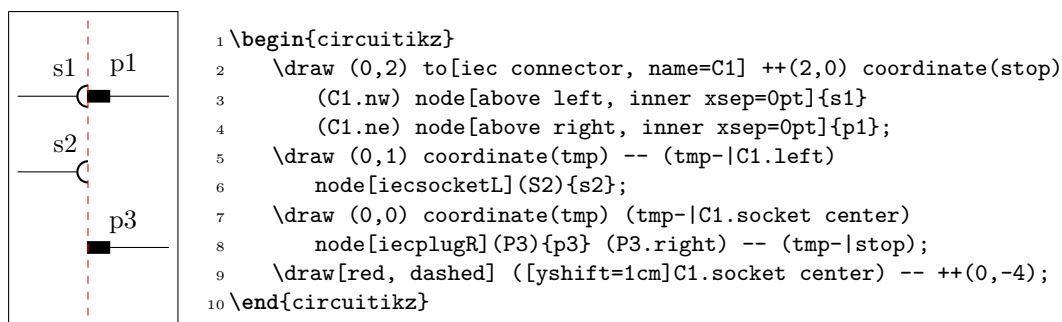 s1 p1
s2
p3
1 \begin{circuitikz}
2 \draw (0,2) to[iec connector, name=C1] ++(2,0) coordinate(stop)
3 (C1.nw) node[above left, inner xsep=0pt]{s1}
4 (C1.ne) node[above right, inner xsep=0pt]{p1};
5 \draw (0,1) coordinate(tmp) -- (tmp-|C1.left)
6 node[iecsocketL](S2){s2};
7 \draw (0,0) coordinate(tmp) (tmp-|C1.socket center)
8 node[iecplugR](P3){p3} (P3.right) -- (tmp-|stop);
9 \draw[red, dashed] ([yshift=1cm]C1.socket center) -- ++(0,-4);
10 \end{circuitikz}